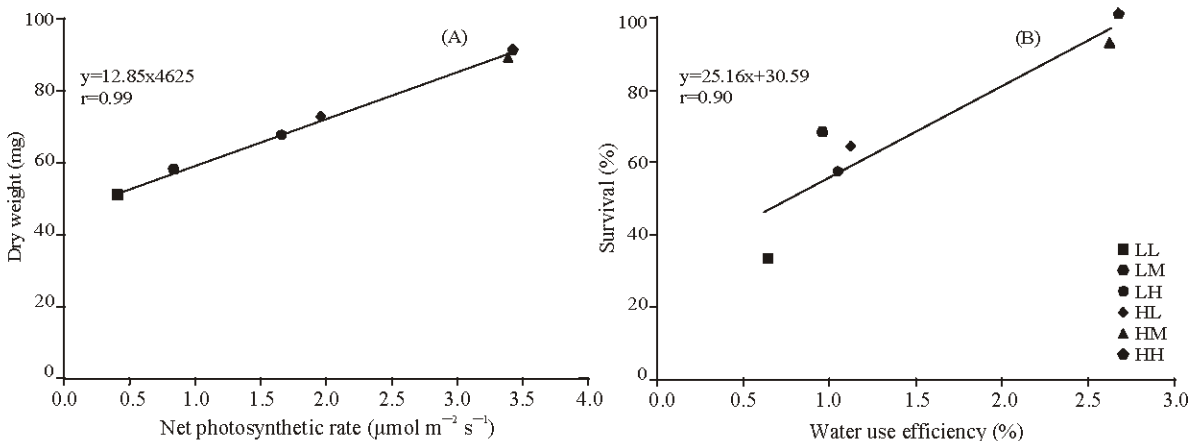 100
80
60
40
20
0
Dry weight (mg)
(A)
y=12.85x4625
r=0.99
0.0 0.5 1.0 1.5 2.0 2.5 3.0 3.5 4.0
Net photosynthetic rate (µmol m⁻² s⁻¹)
100
80
60
40
20
0
Survival (%)
(B)
y=25.16x+30.59
r=0.90
LL
LM
LH
HL
HM
HH
0.0 0.5 1.0 1.5 2.0 2.5 3.0
Water use efficiency (%)